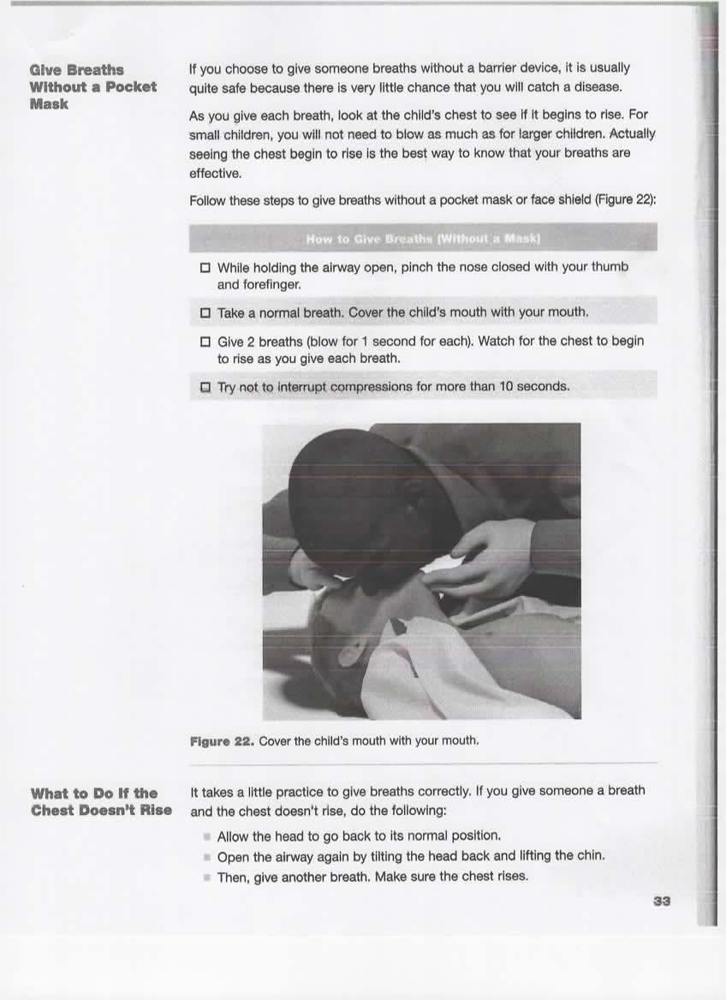 Give Breaths
Without a Pocket
Mask
If you choose to give someone breaths without a barrier device, it is usually
quite safe because there is very little chance that you will catch a disease.
As you give each breath, look at the child's chest to see if it begins to rise. For
small children, you will not need to blow as much as for larger children. Actually
seeing the chest begin to rise is the best way to know that your breaths are
effective.
Follow these steps to give breaths without a pocket mask or face shield (Figure 22):
How to Give Breaths (Without a Mask)
While holding the airway open, pinch the nose closed with your thumb
and forefinger.
Take a normal breath. Cover the child's mouth with your mouth.
Give 2 breaths (blow for 1 second for each). Watch for the chest to begin
to rise as you give each breath.
Try not to interrupt compressions for more than 10 seconds.
Figure 22. Cover the child's mouth with your mouth.
What to Do If the
Chest Doesn't Rise
It takes a little practice to give breaths correctly. If you give someone a breath
and the chest doesn't rise, do the following:
Allow the head to go back to its normal position.
Open the airway again by tilting the head back and lifting the chin.
Then, give another breath. Make sure the chest rises.
33